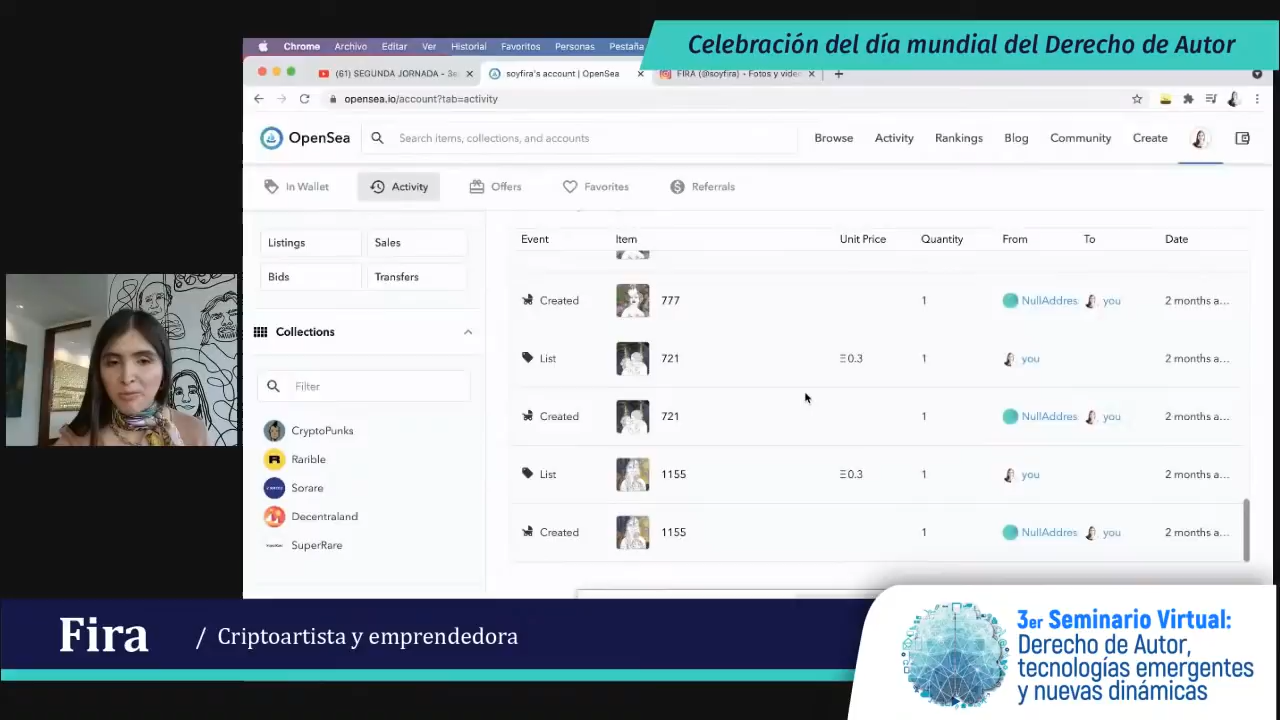 Celebración del día mundial del Derecho de Autor
Chrome Archivo Editar Ver Historial Favoritos Personas Pestaña
(61) SEGUNDA JORNADA - 3e
soyfira's account | OpenSea
FIRA (@soyfira) - Fotos y videо
opensea.io/account?tab=activity
OpenSea
Search items, collections, and accounts
Browse Activity Rankings Blog Community Create
In Wallet Activity Offers Favorites Referrals
Listings Sales
Bids Transfers
Collections
Filter
CryptoPunks
Rarible
Sorare
Decentraland
SuperRare
Event Item Unit Price Quantity From To Date
Created 777 1 NullAddres you 2 months a...
List 721 0.3 1 you 2 months a...
Created 721 1 NullAddres you 2 months a...
List 1155 0.3 1 you 2 months a...
Created 1155 1 NullAddres you 2 months a...
Fira / Criptoartista y emprendedora
3er Seminario Virtual:
Derecho de Autor,
tecnologías emergentes
y nuevas dinámicas